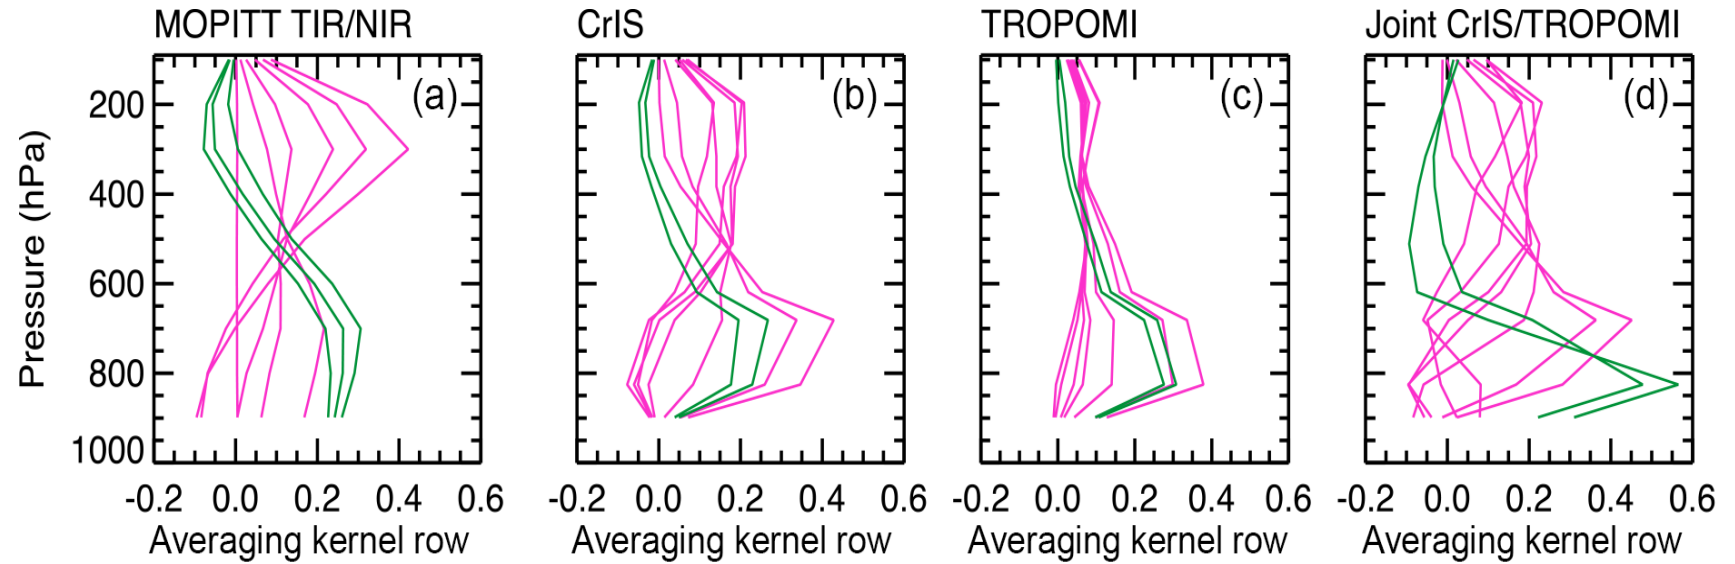 MOPITT TIR/NIR CrIS TROPOMI Joint CrIS/TROPOMI
(a) (b) (c) (d)
Pressure (hPa)
200
400
600
800
1000
-0.2 0.0 0.2 0.4 0.6 -0.2 0.0 0.2 0.4 0.6 -0.2 0.0 0.2 0.4 0.6 -0.2 0.0 0.2 0.4 0.6
Averaging kernel row Averaging kernel row Averaging kernel row Averaging kernel row